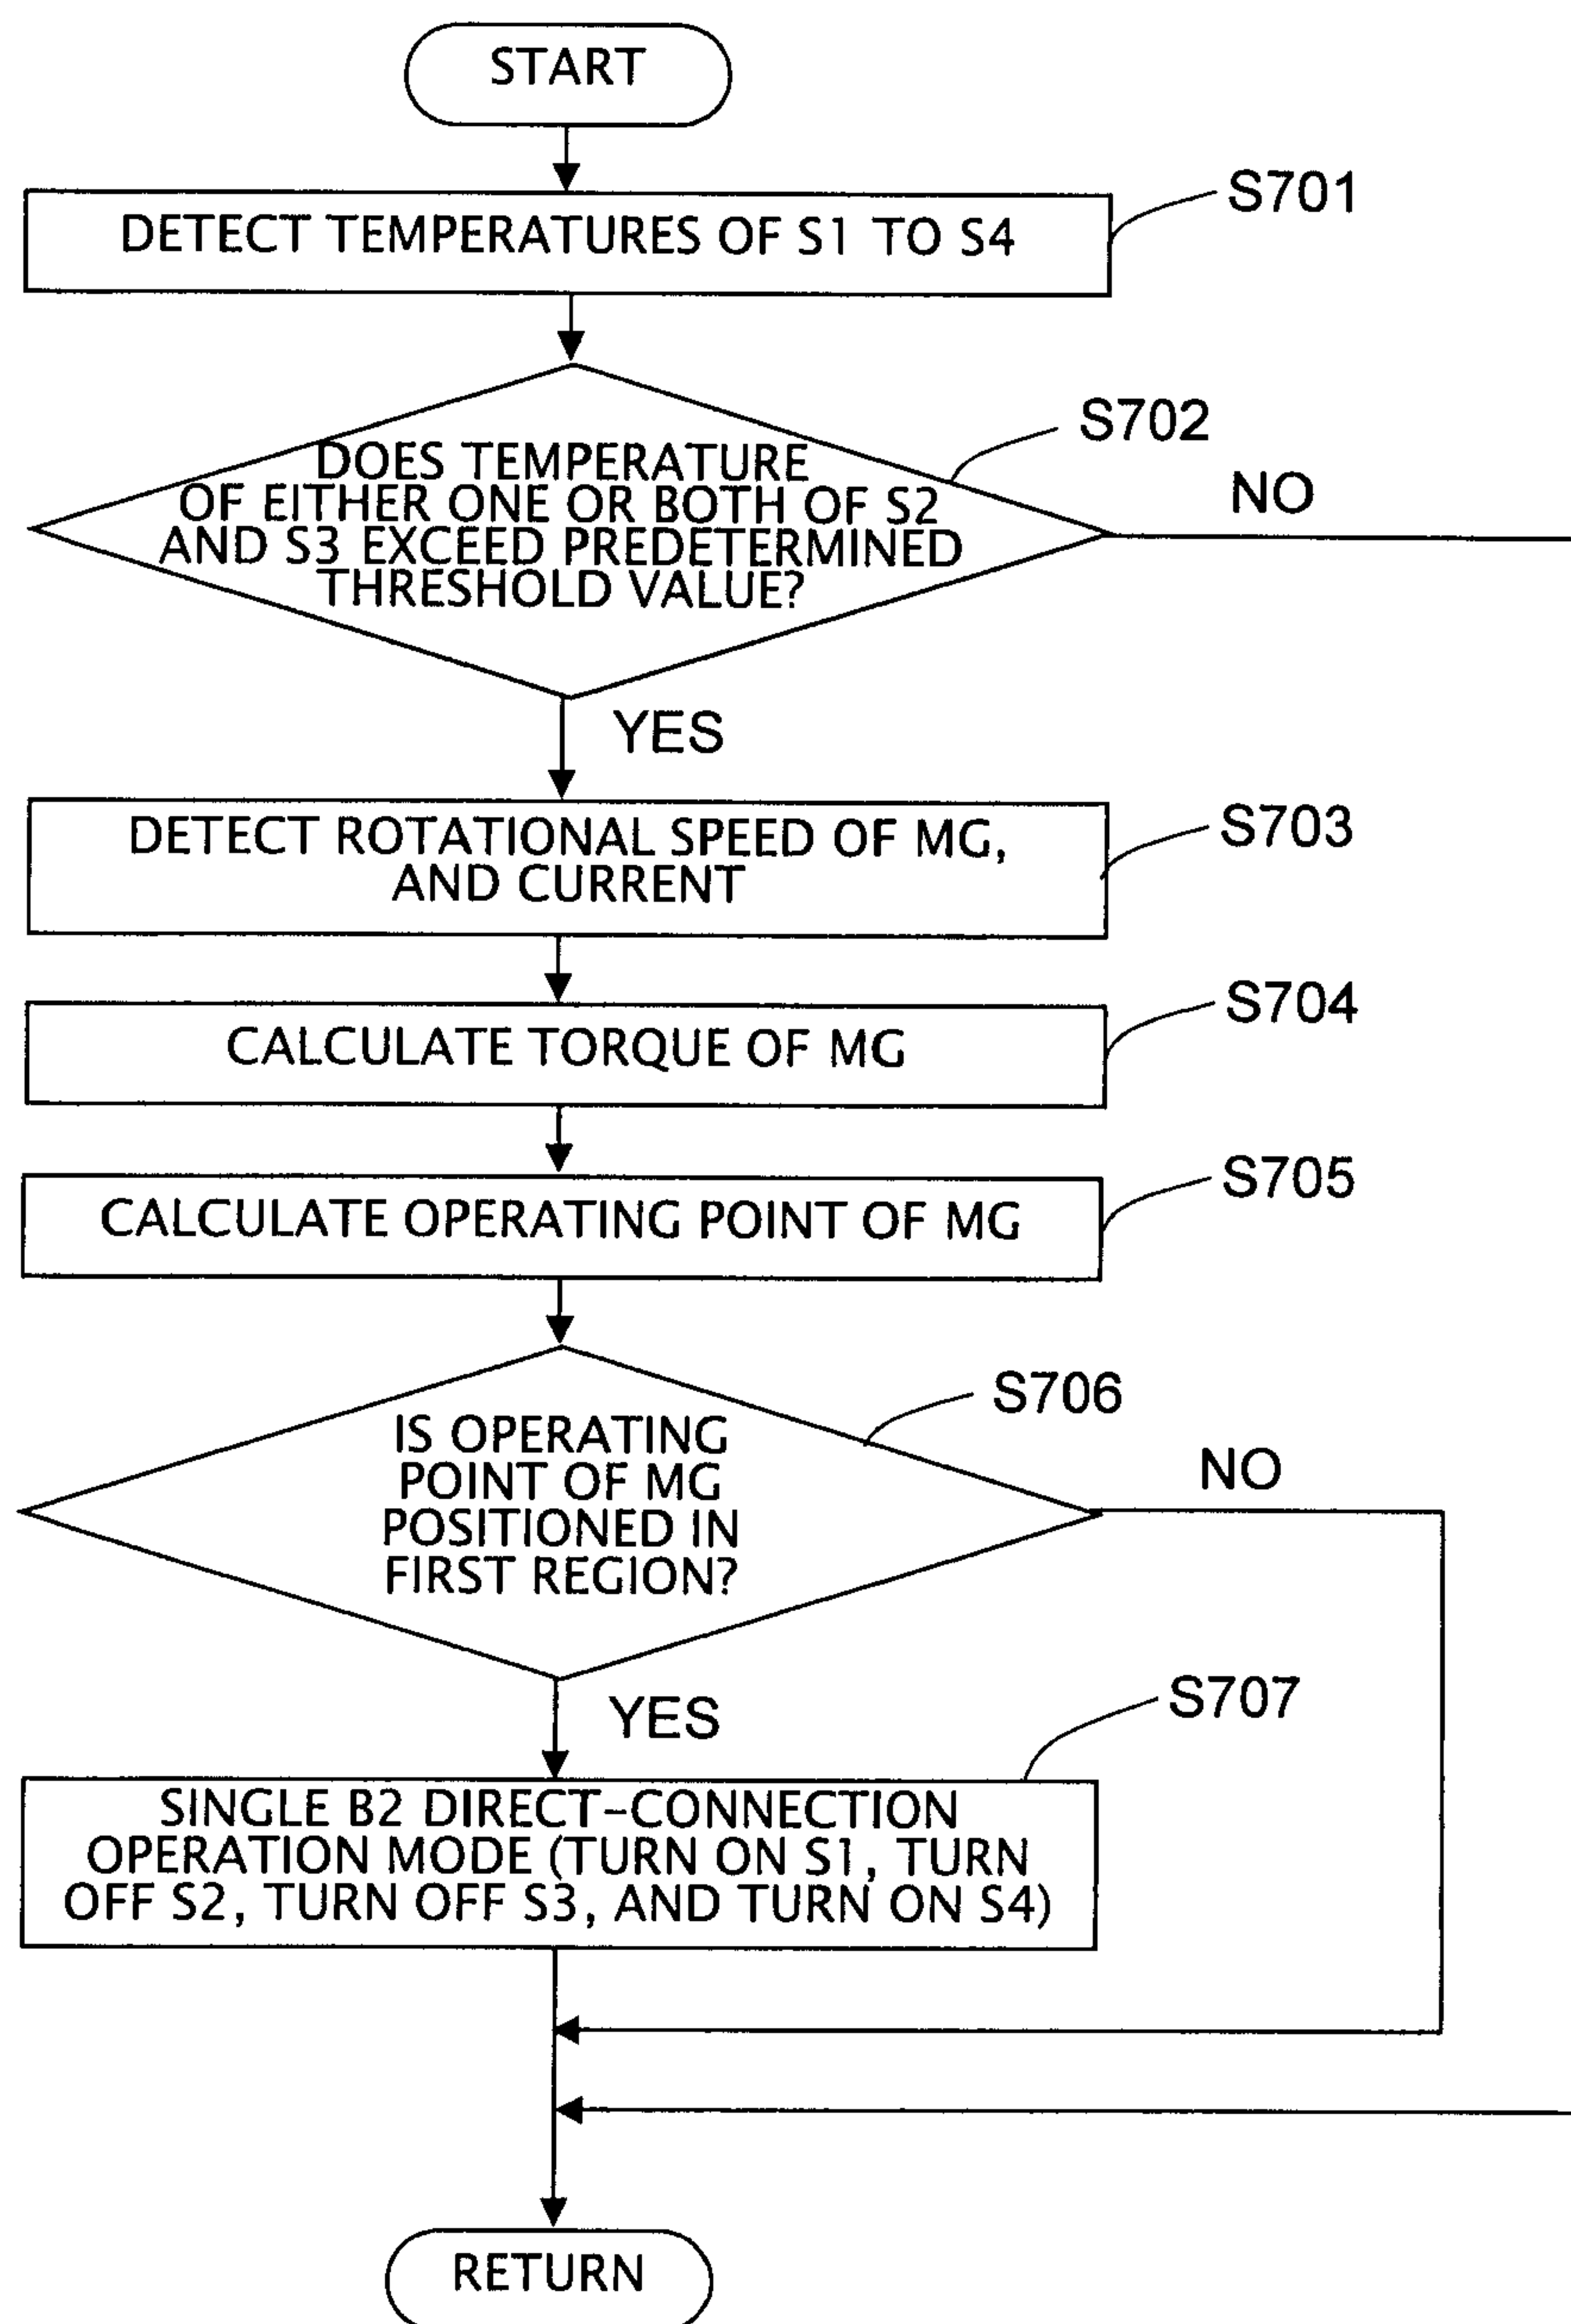 START
S701
DETECT TEMPERATURES OF S1 TO S4
S702
DOES TEMPERATURE
OF EITHER ONE OR BOTH OF S2
AND S3 EXCEED PREDETERMINED
THRESHOLD VALUE?
NO
YES
S703
DETECT ROTATIONAL SPEED OF MG,
AND CURRENT
S704
CALCULATE TORQUE OF MG
S705
CALCULATE OPERATING POINT OF MG
S706
IS OPERATING
POINT OF MG
POSITIONED IN
FIRST REGION?
NO
YES
S707
SINGLE B2 DIRECT-CONNECTION
OPERATION MODE (TURN ON S1, TURN
OFF S2, TURN OFF S3, AND TURN ON S4)
RETURN